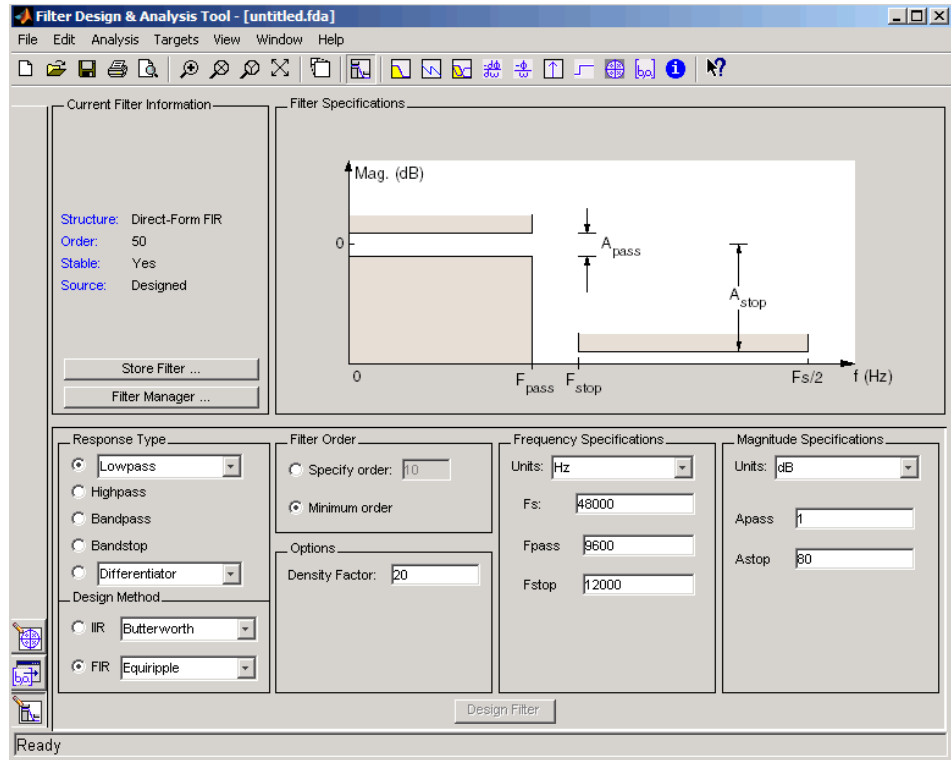 Filter Design & Analysis Tool - [untitled.fda]
File Edit Analysis Targets View Window Help
Current Filter Information
Structure: Direct-Form FIR
Order: 50
Stable: Yes
Source: Designed
Store Filter ...
Filter Manager ...
Filter Specifications
Mag. (dB)
0
A pass
A stop
0
F pass
F stop
Fs/2
f (Hz)
Response Type
Lowpass
Highpass
Bandpass
Bandstop
Differentiator
Design Method
IIR Butterworth
FIR Equiripple
Filter Order
Specify order: 10
Minimum order
Options
Density Factor: 20
Frequency Specifications
Units: Hz
Fs: 48000
Fpass 9600
Fstop 12000
Magnitude Specifications
Units: dB
Apass 1
Astop 80
Design Filter
Ready